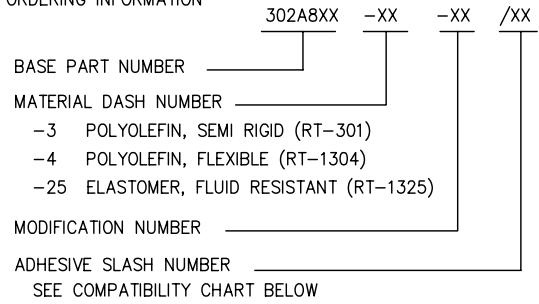 ORDERING INFORMATION
302A8XX -XX -XX /XX
BASE PART NUMBER
MATERIAL DASH NUMBER
-3 POLYOLEFIN, SEMI RIGID (RT-301)
-4 POLYOLEFIN, FLEXIBLE (RT-1304)
-25 ELASTOMER, FLUID RESISTANT (RT-1325)
MODIFICATION NUMBER
ADHESIVE SLASH NUMBER
SEE COMPATIBILITY CHART BELOW